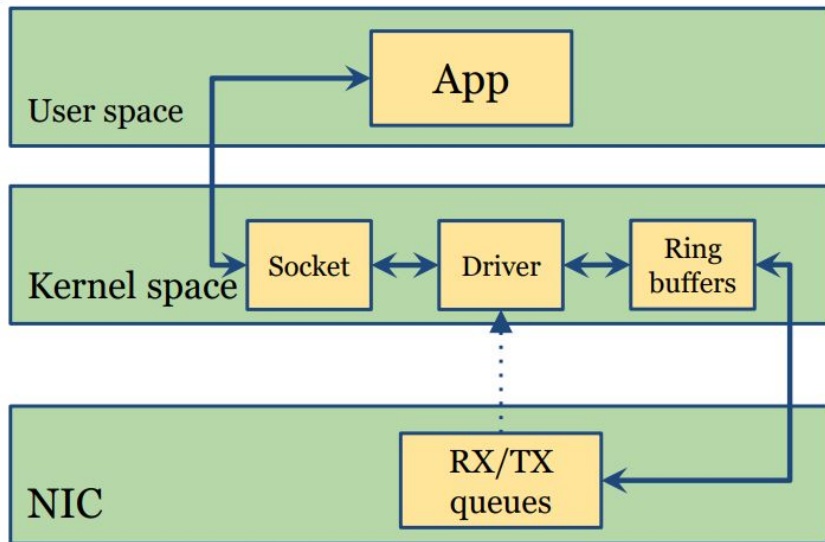 App
User space
Socket
Driver
Ring
buffers
Kernel space
RX/TX
queues
NIC